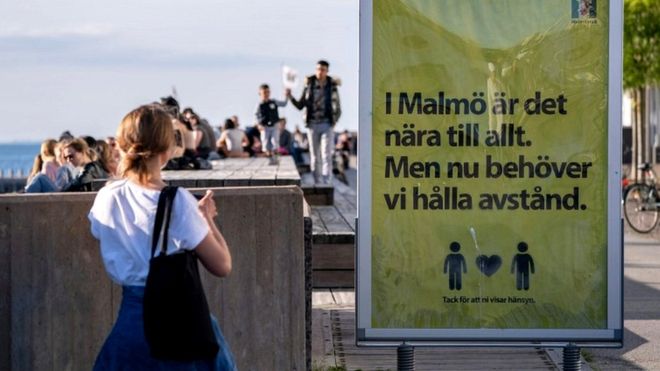 I Malmö är det
nära till allt.
Men nu behöver
vi hålla avstånd.
Tack för att ni visar hänsyn.